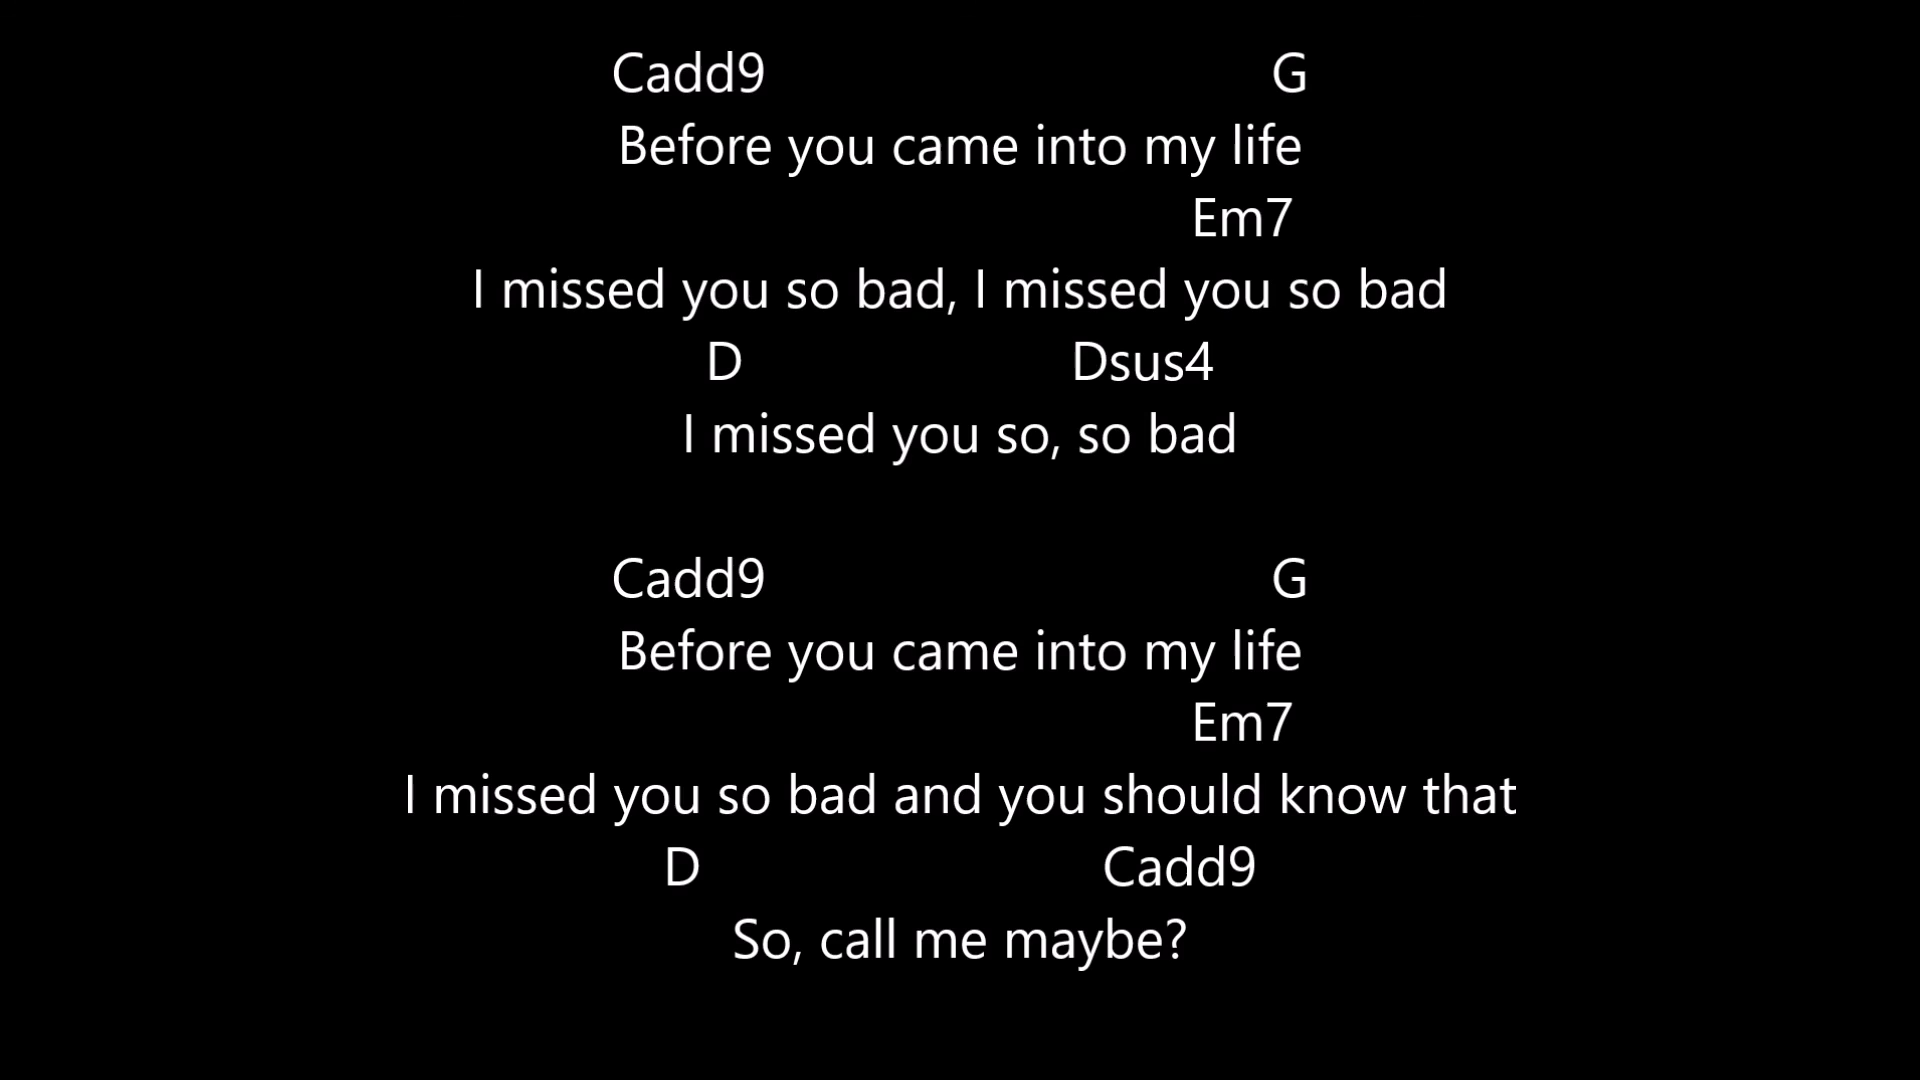 Cadd9 G
Before you came into my life
Em7
I missed you so bad, I missed you so bad
D Dsus4
I missed you so, so bad
Cadd9 G
Before you came into my life
Em7
I missed you so bad and you should know that
D Cadd9
So, call me maybe?